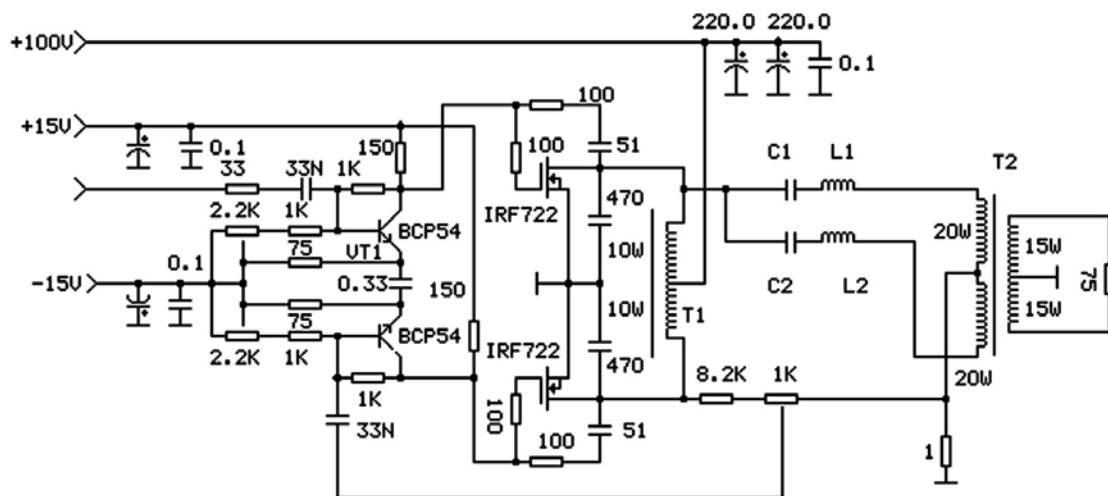 220.0 220.0
+100V
0.1
100
+15V
0.1
150
100
51
33
33N
1K
C1
L1
T2
2.2K
1K
IRF722
470
BCP54
VT1
20W
15W
75
0.1
75
10W
-15V
0.33
150
10W
T1
C2
L2
75
15W
75
BCP54
IRF722
2.2K
1K
470
8.2K
1K
20W
1K
100
51
33N
100
1